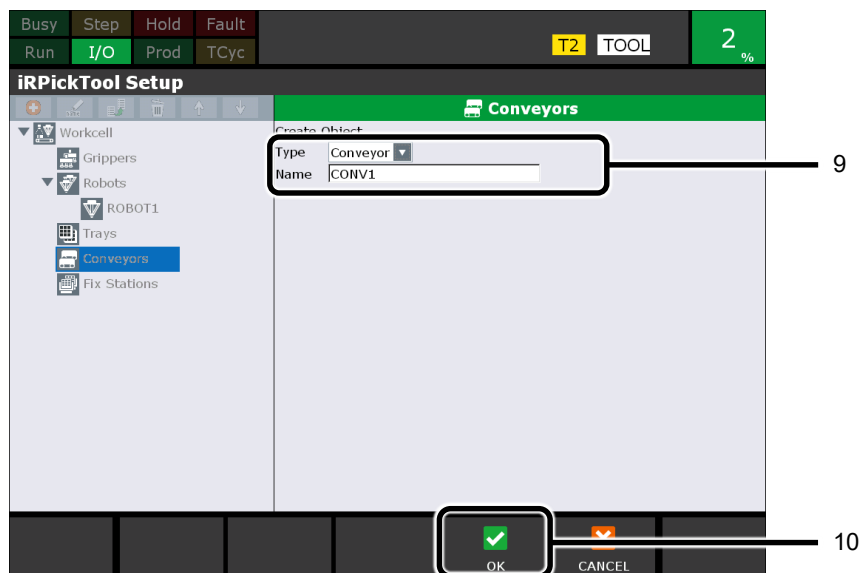 Busy Step Hold Fault
Run I/O Prod TCyc
T2 TOOL
2 %
iRPickTool Setup
Conveyors
Workcell
Grippers
Robots
ROBOT1
Trays
Conveyors
Fix Stations
Create Object
Type Conveyor
Name CONV1
9
OK CANCEL
10